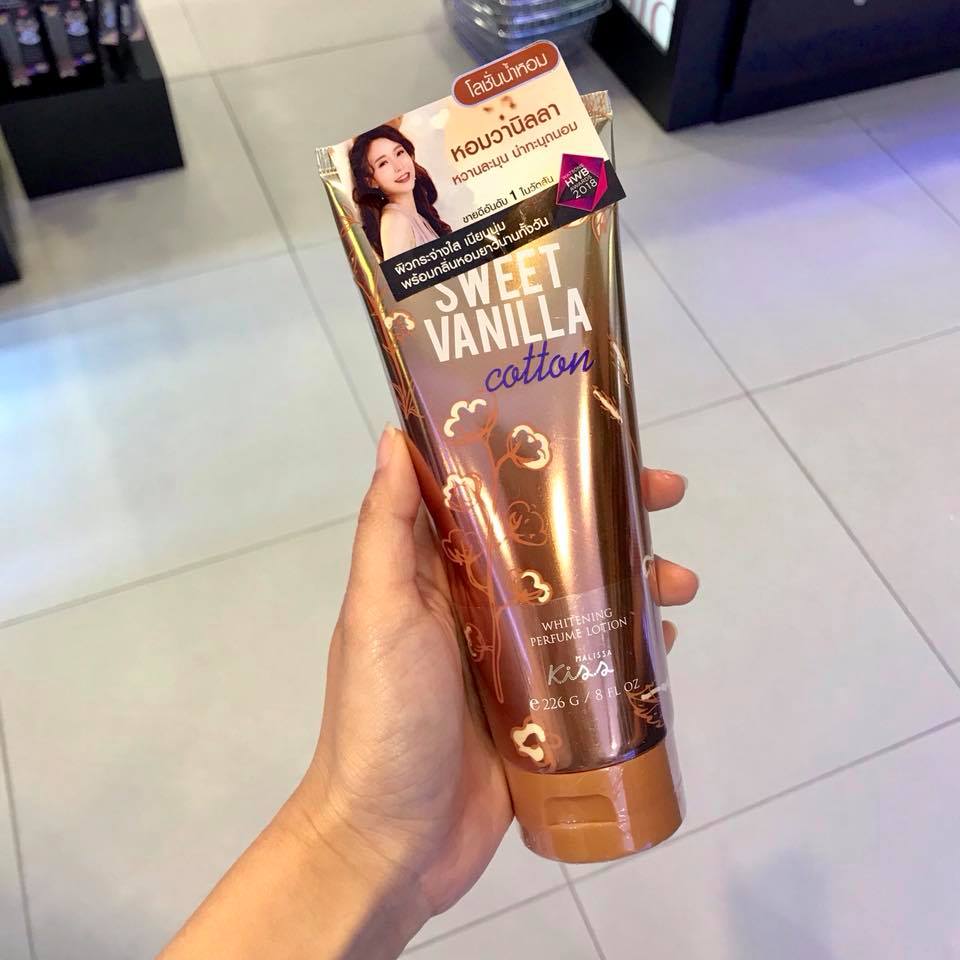 โลชั่นน้ำหอม
หอมวานิลลา
หวานละมุน น่าทะนุถนอม
ขายดีอันดับ 1 ในวัตสัน
HWB
AWARDS
2018
ผิวกระจ่างใส เนียนนุ่ม
พร้อมกลิ่นหอมยาวนานทั้งวัน
SWEET
VANILLA
cotton
WHITENING
PERFUME LOTION
MALISSA
Kiss
e 226 G / 8 FL OZ